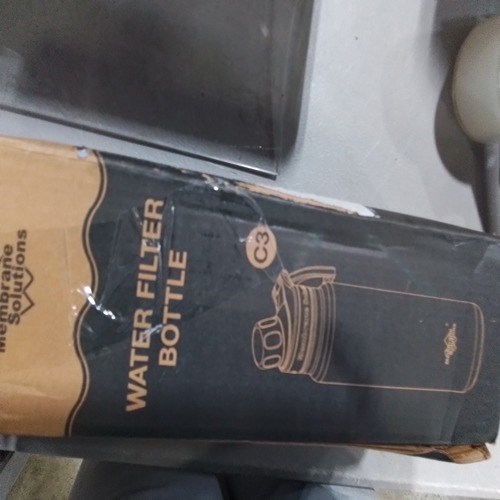 Membrane
Solutions
WATER FILTER
BOTTLE
C3